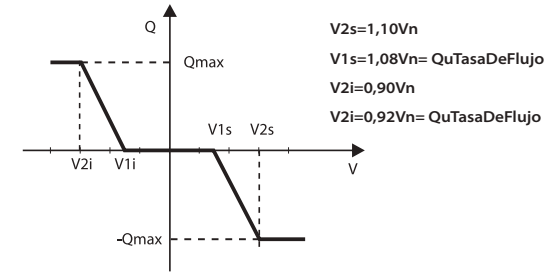 Q
V2s=1,10Vn
V1s=1,08Vn= QuTasaDeFlujo
V2i=0,90Vn
V2i=0,92Vn= QuTasaDeFlujo
Qmax
V1s V2s
V2i V1i V
-Qmax